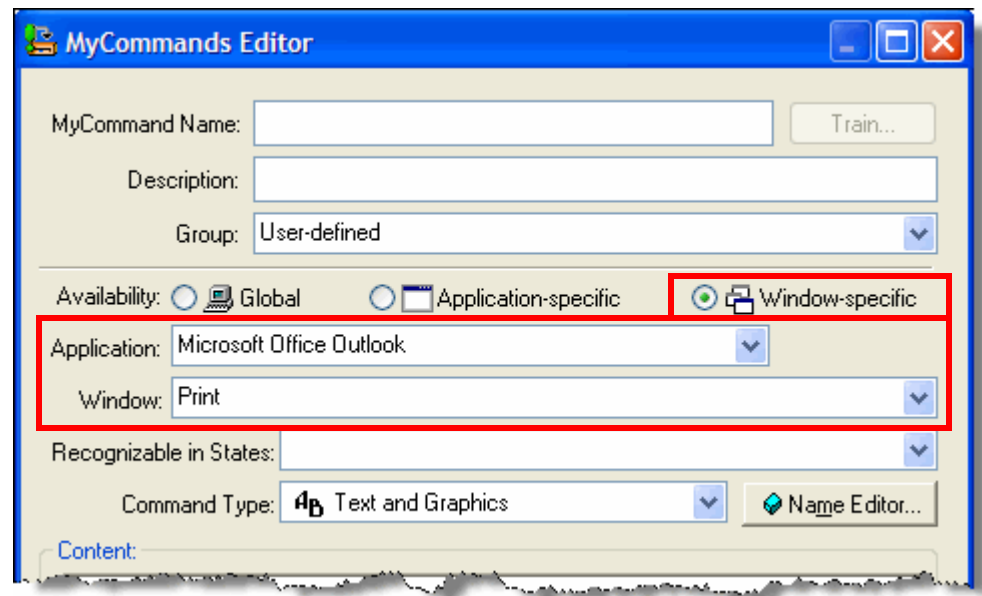 MyCommands Editor
MyCommand Name: Train...
Description:
Group: User-defined
Availability: Global Application-specific Window-specific
Application: Microsoft Office Outlook
Window: Print
Recognizable in States:
Command Type: AB Text and Graphics Name Editor...
Content: